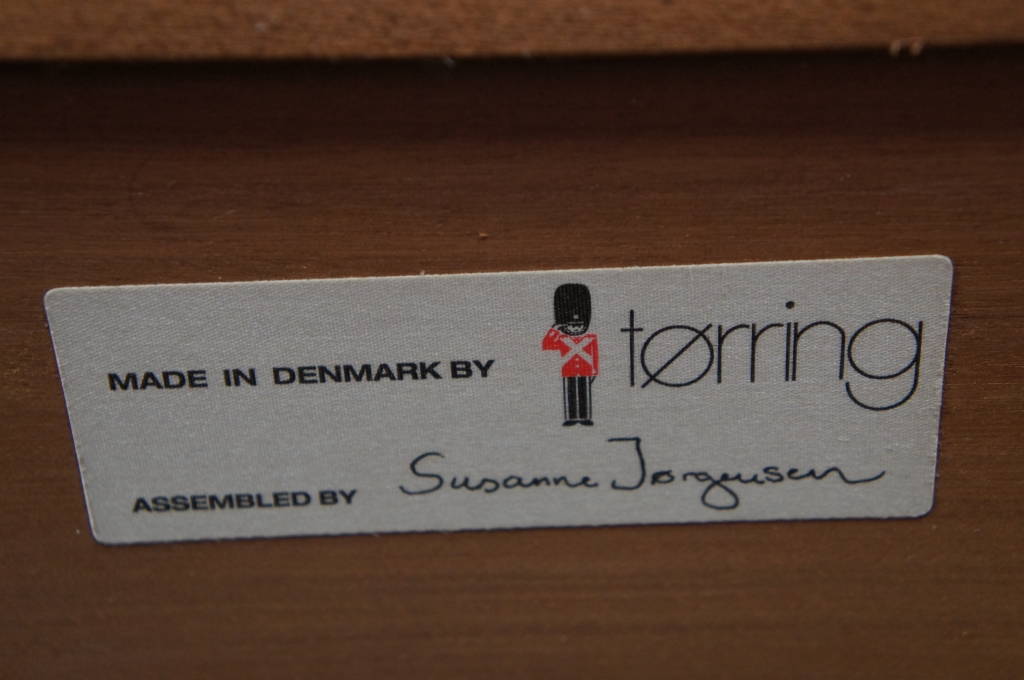 MADE IN DENMARK BY tørring
ASSEMBLED BY Susanne Jørgensen